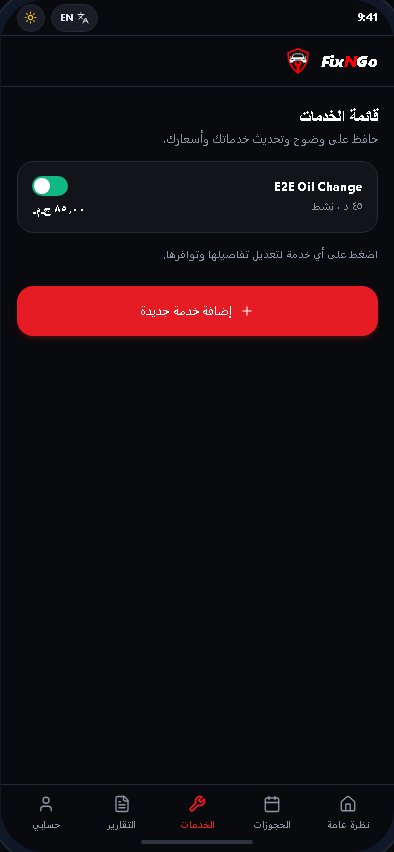 9:41
EN
FixNGo
قائمة الخدمات
حافظ على وضوح وتحديث خدماتك وأسعارك.
E2E Oil Change
٤٥ د · نشط
٨٥٫٠٠ ج.م.
اضغط على أي خدمة لتعديل تفاصيلها وتوافرها.
+ إضافة خدمة جديدة
نظرة عامة
الحجوزات
الخدمات
التقارير
حسابي